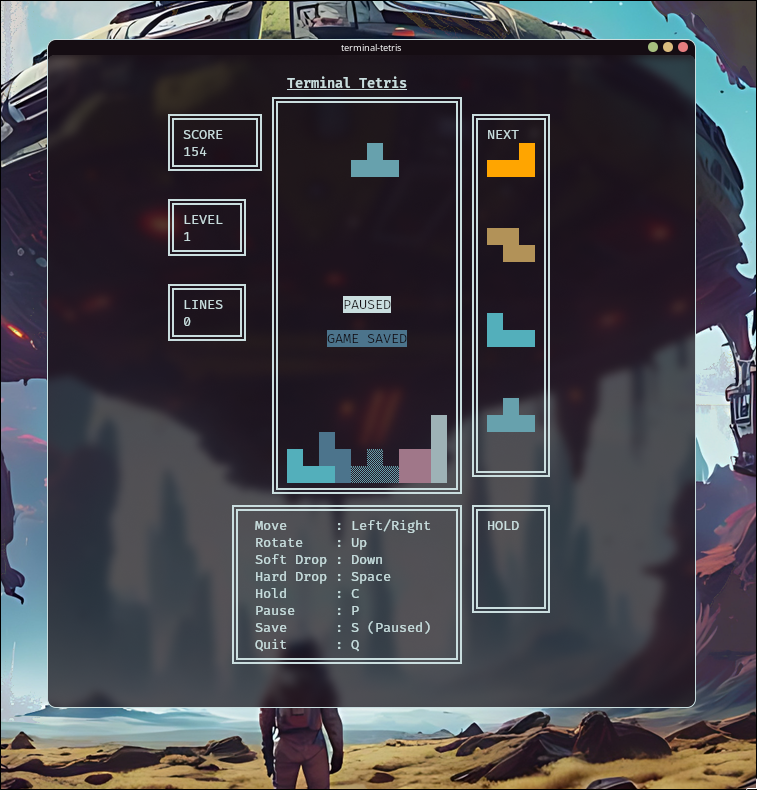 terminal-tetris
Terminal Tetris
SCORE
154
LEVEL
1
LINES
0
NEXT
PAUSED
GAME SAVED
Move      : Left/Right
Rotate    : Up
Soft Drop : Down
Hard Drop : Space
Hold      : C
Pause     : P
Save      : S (Paused)
Quit      : Q
HOLD